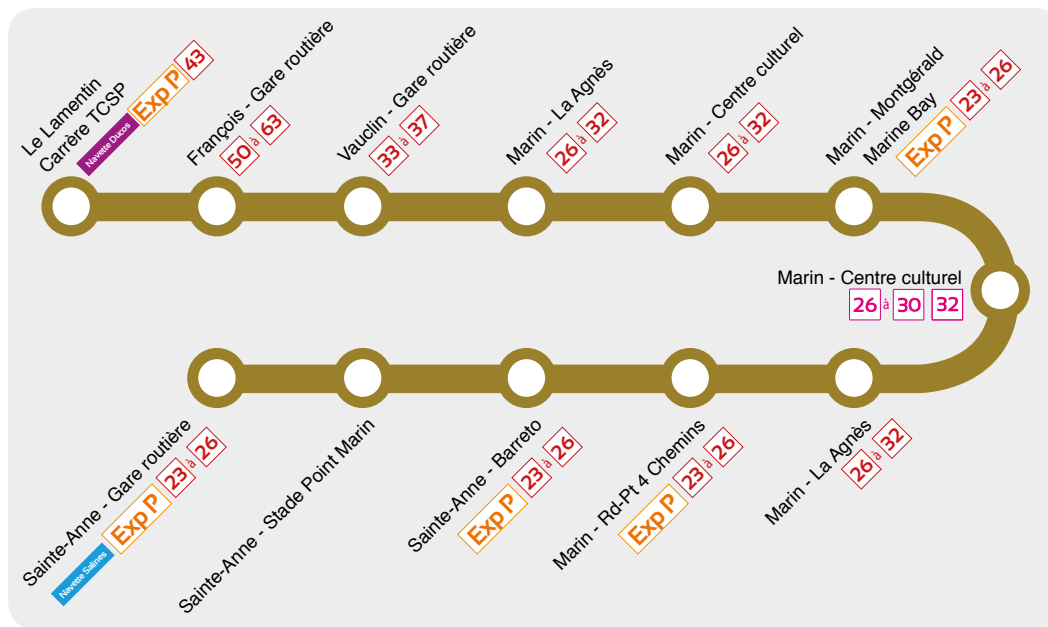 Le Lamentin
Carrère TCSP
Navette Ducos Exp P 43
François - Gare routière
50 à 63
Vauclin - Gare routière
33 à 37
Marin - La Agnès
26 à 32
Marin - Centre culturel
26 à 32
Marin - Montgérald
Marine Bay
Exp P 23 à 26
Marin - Centre culturel
26 à 30 32
Sainte-Anne - Gare routière
Navette Salines Exp P 23 à 26
Sainte-Anne - Stade Point Marin
Sainte-Anne - Barreto
Exp P 23 à 26
Marin - Rd-Pt 4 Chemins
Exp P 23 à 26
Marin - La Agnès
26 à 32